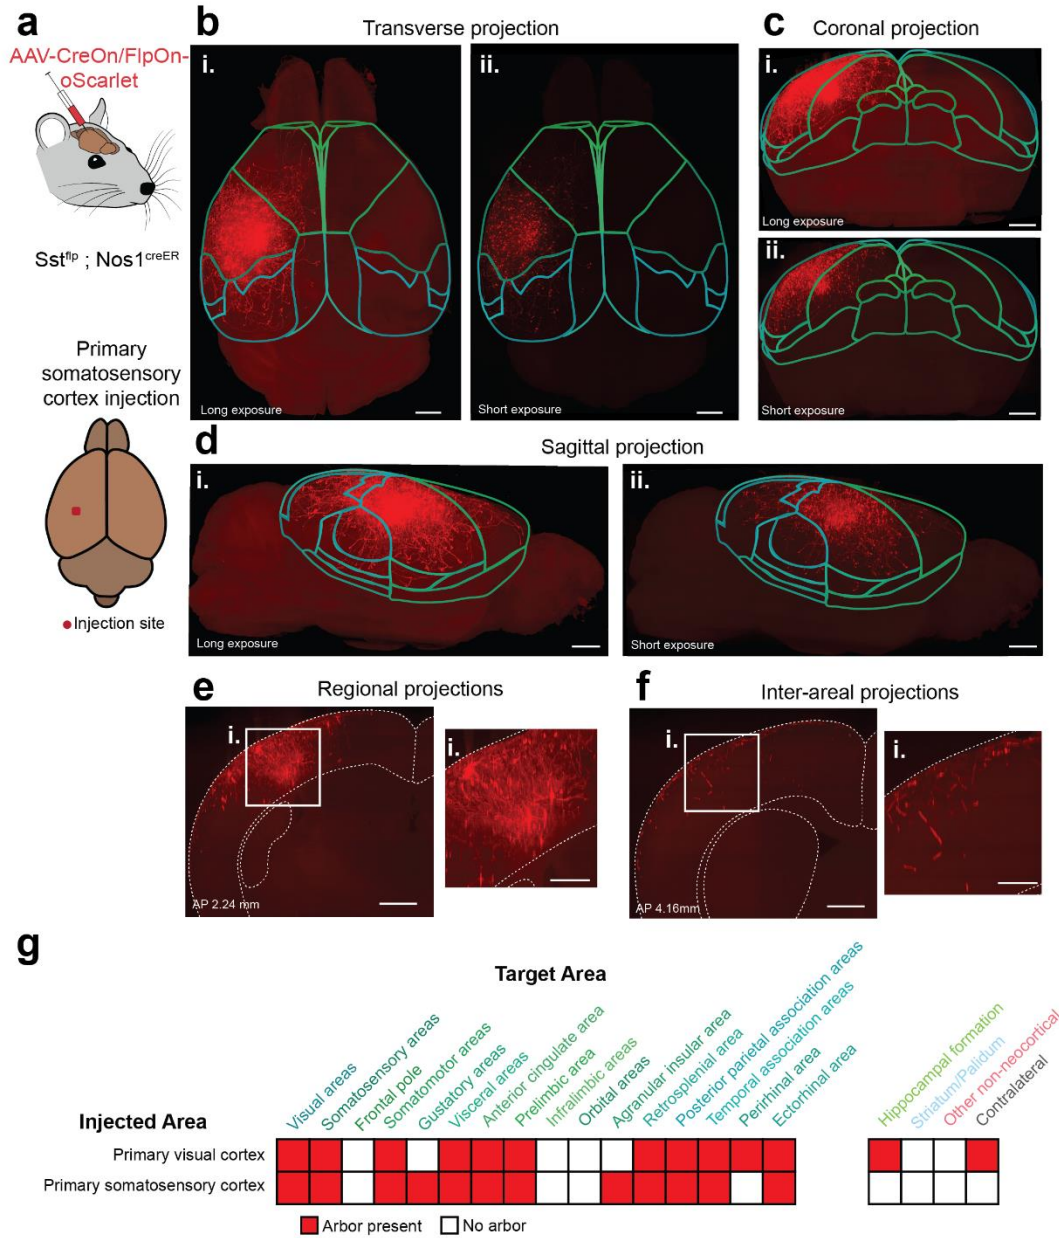 a
AAV-CreOn/FlpOn-
oScarlet
Sstflp ; Nos1creER
Primary
somatosensory
cortex injection
Injection site
b
Transverse projection
i.
Long exposure
ii.
Short exposure
c
Coronal projection
i.
Long exposure
ii.
Short exposure
d
Sagittal projection
i.
Long exposure
ii.
Short exposure
e
Regional projections
i.
AP 2.24 mm
i.
f
Inter-areal projections
i.
AP 4.16mm
i.
g
Target Area
Visual areas
Somatosensory areas
Frontal pole
Somatomotor areas
Gustatory areas
Visceral areas
Anterior cingulate area
Prelimbic area
Infralimbic areas
Orbital areas
Agranular insular area
Retrosplenial area
Posterior parietal association areas
Temporal association areas
Perirhinal area
Ectorhinal area
Hippocampal formation
Striatum/Palidum
Other non-neocortical
Contralateral
Injected Area
Primary visual cortex
Primary somatosensory cortex
Arbor present
No arbor